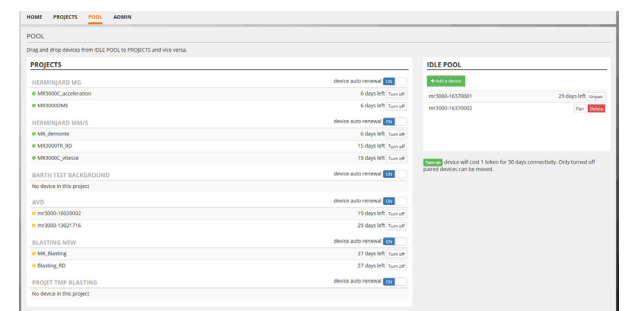 HOME PROJECTS POOL ADMIN
POOL
Drag and drop devices from IDLE POOL to PROJECTS and vice versa.
PROJECTS
HERMINJARD MG device auto renewal ON
MR3000C_acceleration 6 days left Turn off
MR3000DMS 6 days left Turn off
HERMINJARD MM/S device auto renewal ON
MR_demonte 6 days left Turn off
MR3000TR_RD 15 days left Turn off
MR3000C_vitesse 15 days left Turn off
BARTH TEST BACKGROUND device auto renewal ON
No device in this project
AVD device auto renewal ON
mr3000-16020002 19 days left Turn off
mr3000-13021716 29 days left Turn off
BLASTING NEW device auto renewal ON
MR_Blasting 27 days left Turn off
Blasting_RD 27 days left Turn off
PROJET TMP BLASTING device auto renewal ON
No device in this project
IDLE POOL
+ Add a device
mr3000-16370001 29 days left Unpair
mr3000-16370002 Pair Delete
Turn on device will cost 1 token for 30 days connectivity. Only turned off
paired devices can be moved.